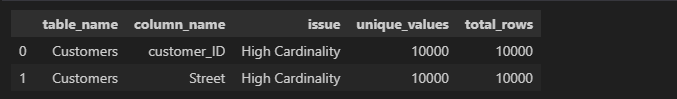 table_name column_name issue unique_values total_rows
0 Customers customer_ID High Cardinality 10000 10000
1 Customers Street High Cardinality 10000 10000